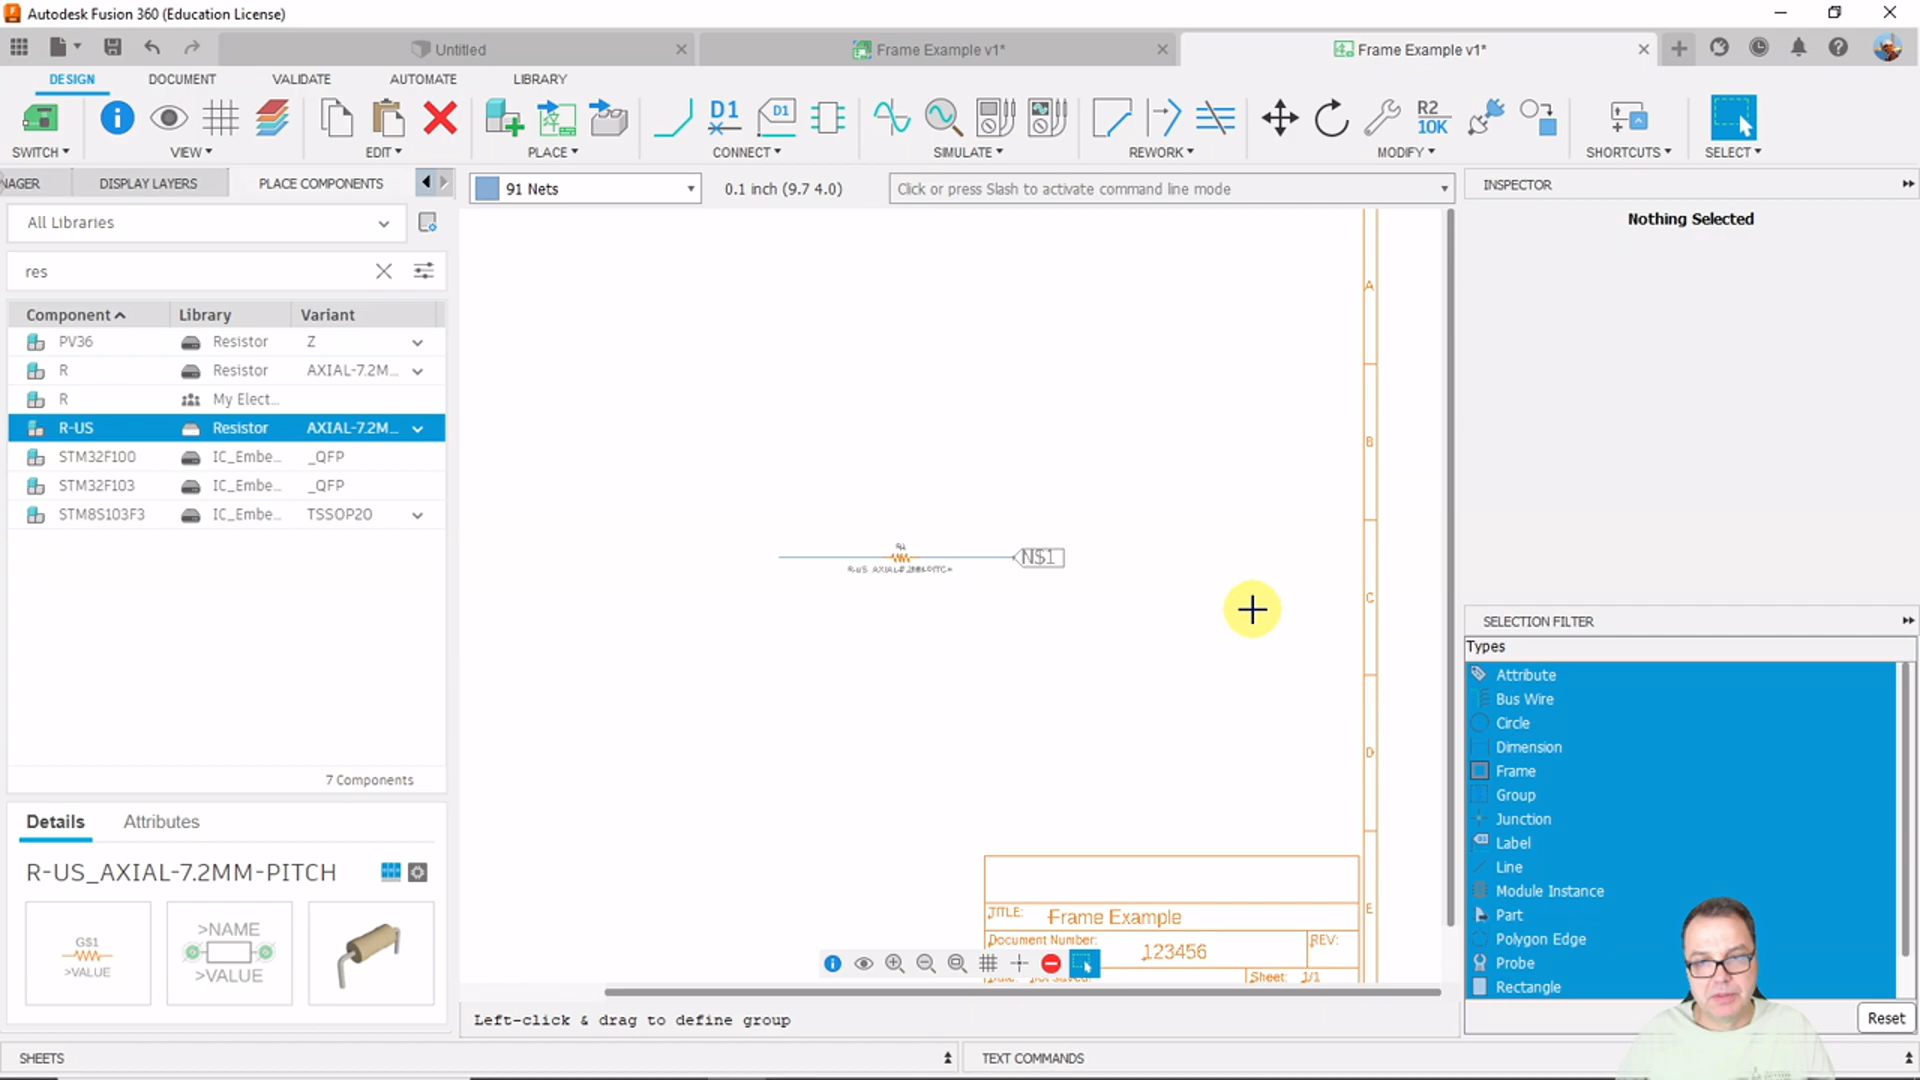 Autodesk Fusion 360 (Education License)
Untitled
Frame Example v1*
Frame Example v1*
DESIGN
DOCUMENT
VALIDATE
AUTOMATE
LIBRARY
D1
D1
R2
10K
SWITCH
VIEW
EDIT
PLACE
CONNECT
SIMULATE
REWORK
MODIFY
SHORTCUTS
SELECT
NAGER
DISPLAY LAYERS
PLACE COMPONENTS
91 Nets
0.1 inch (9.7 4.0)
Click or press Slash to activate command line mode
INSPECTOR
Nothing Selected
All Libraries
res
Component
Library
Variant
PV36
Resistor
Z
R
Resistor
AXIAL-7.2M...
R
My Elect...
R-US
Resistor
AXIAL-7.2M...
STM32F100
IC_Embe...
_QFP
STM32F103
IC_Embe...
_QFP
STM8S103F3
IC_Embe...
TSSOP20
7 Components
Details
Attributes
R-US_AXIAL-7.2MM-PITCH
G$1
>VALUE
>NAME
>VALUE
N$1
A
B
C
D
E
TITLE:
Frame Example
Document Number:
123456
REV:
Sheet:
1/1
Left-click & drag to define group
SELECTION FILTER
Types
Attribute
Bus Wire
Circle
Dimension
Frame
Group
Junction
Label
Line
Module Instance
Part
Polygon Edge
Probe
Rectangle
Reset
SHEETS
TEXT COMMANDS